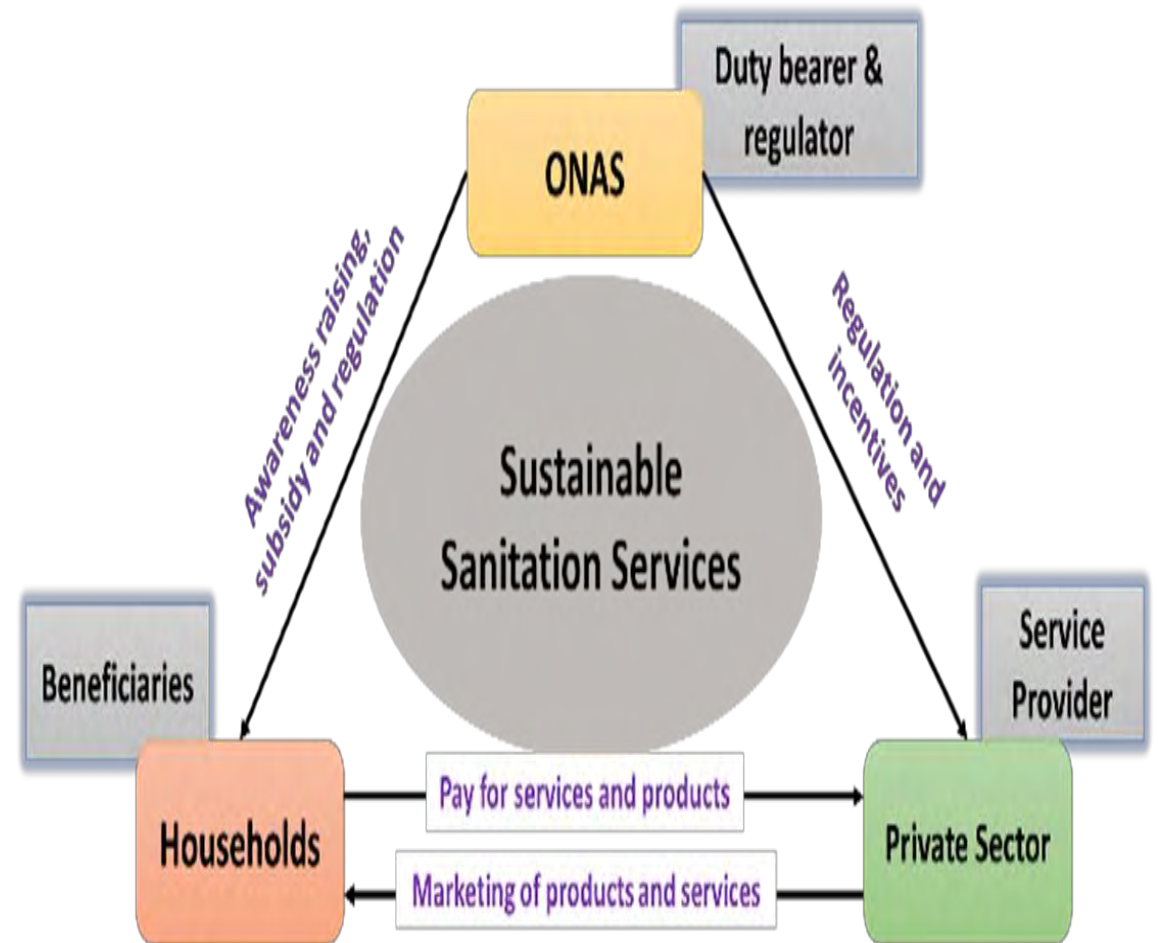 Duty bearer &
regulator
ONAS
Awareness raising,
subsidy and regulation
Regulation and
incentives
Sustainable
Sanitation Services
Beneficiaries
Service
Provider
Households
Pay for services and products
Private Sector
Marketing of products and services